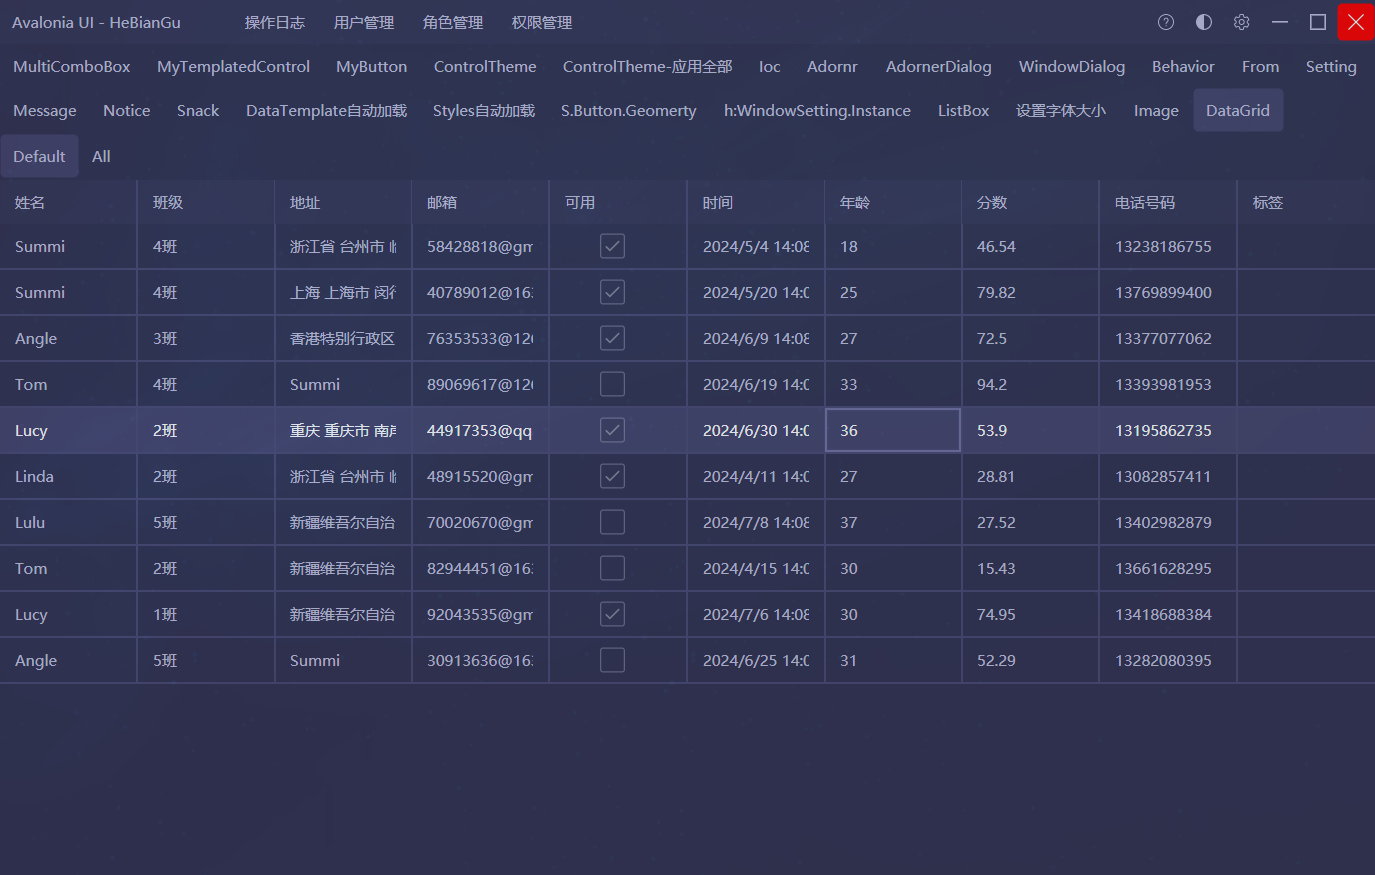 Avalonia UI - HeBianGu 操作日志 用户管理 角色管理 权限管理
MultiComboBox MyTemplatedControl MyButton ControlTheme ControlTheme-应用全部 Ioc Adornr AdornerDialog WindowDialog Behavior From Setting
Message Notice Snack DataTemplate自动加载 Styles自动加载 S.Button.Geomerty h:WindowSetting.Instance ListBox 设置字体大小 Image DataGrid
Default All
姓名 班级 地址 邮箱 可用 时间 年龄 分数 电话号码 标签
Summi 4班 浙江省 台州市 58428818@gm 2024/5/4 14:08 18 46.54 13238186755
Summi 4班 上海 上海市 闵行 40789012@163 2024/5/20 14:0 25 79.82 13769899400
Angle 3班 香港特别行政区 76353533@126 2024/6/9 14:08 27 72.5 13377077062
Tom 4班 Summi 89069617@126 2024/6/19 14:0 33 94.2 13393981953
Lucy 2班 重庆 重庆市 南岸 44917353@qq 2024/6/30 14:0 36 53.9 13195862735
Linda 2班 浙江省 台州市 48915520@gm 2024/4/11 14:0 27 28.81 13082857411
Lulu 5班 新疆维吾尔自治 70020670@gm 2024/7/8 14:08 37 27.52 13402982879
Tom 2班 新疆维吾尔自治 82944451@163 2024/4/15 14:0 30 15.43 13661628295
Lucy 1班 新疆维吾尔自治 92043535@gm 2024/7/6 14:08 30 74.95 13418688384
Angle 5班 Summi 30913636@163 2024/6/25 14:0 31 52.29 13282080395